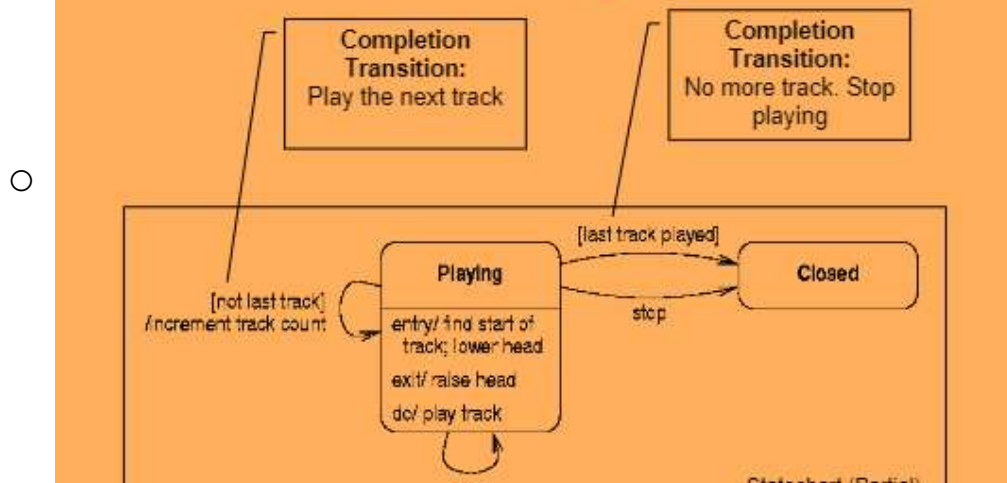 Completion
Transition:
Play the next track
Completion
Transition:
No more track. Stop
playing
[last track played]
Playing
Closed
[not last track]
/increment track count
stop
entry/ find start of
track; lower head
exit/ raise head
do/ play track
Statechart (Partial)